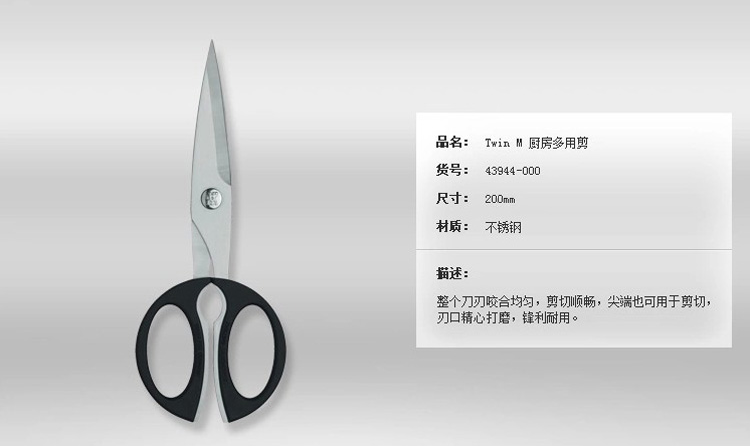 品名： Twin M 厨房多用剪
货号： 43944-000
尺寸： 200mm
材质： 不锈钢
描述：
整个刀刃咬合均匀，剪切顺畅，尖端也可用于剪切，
刃口精心打磨，锋利耐用。